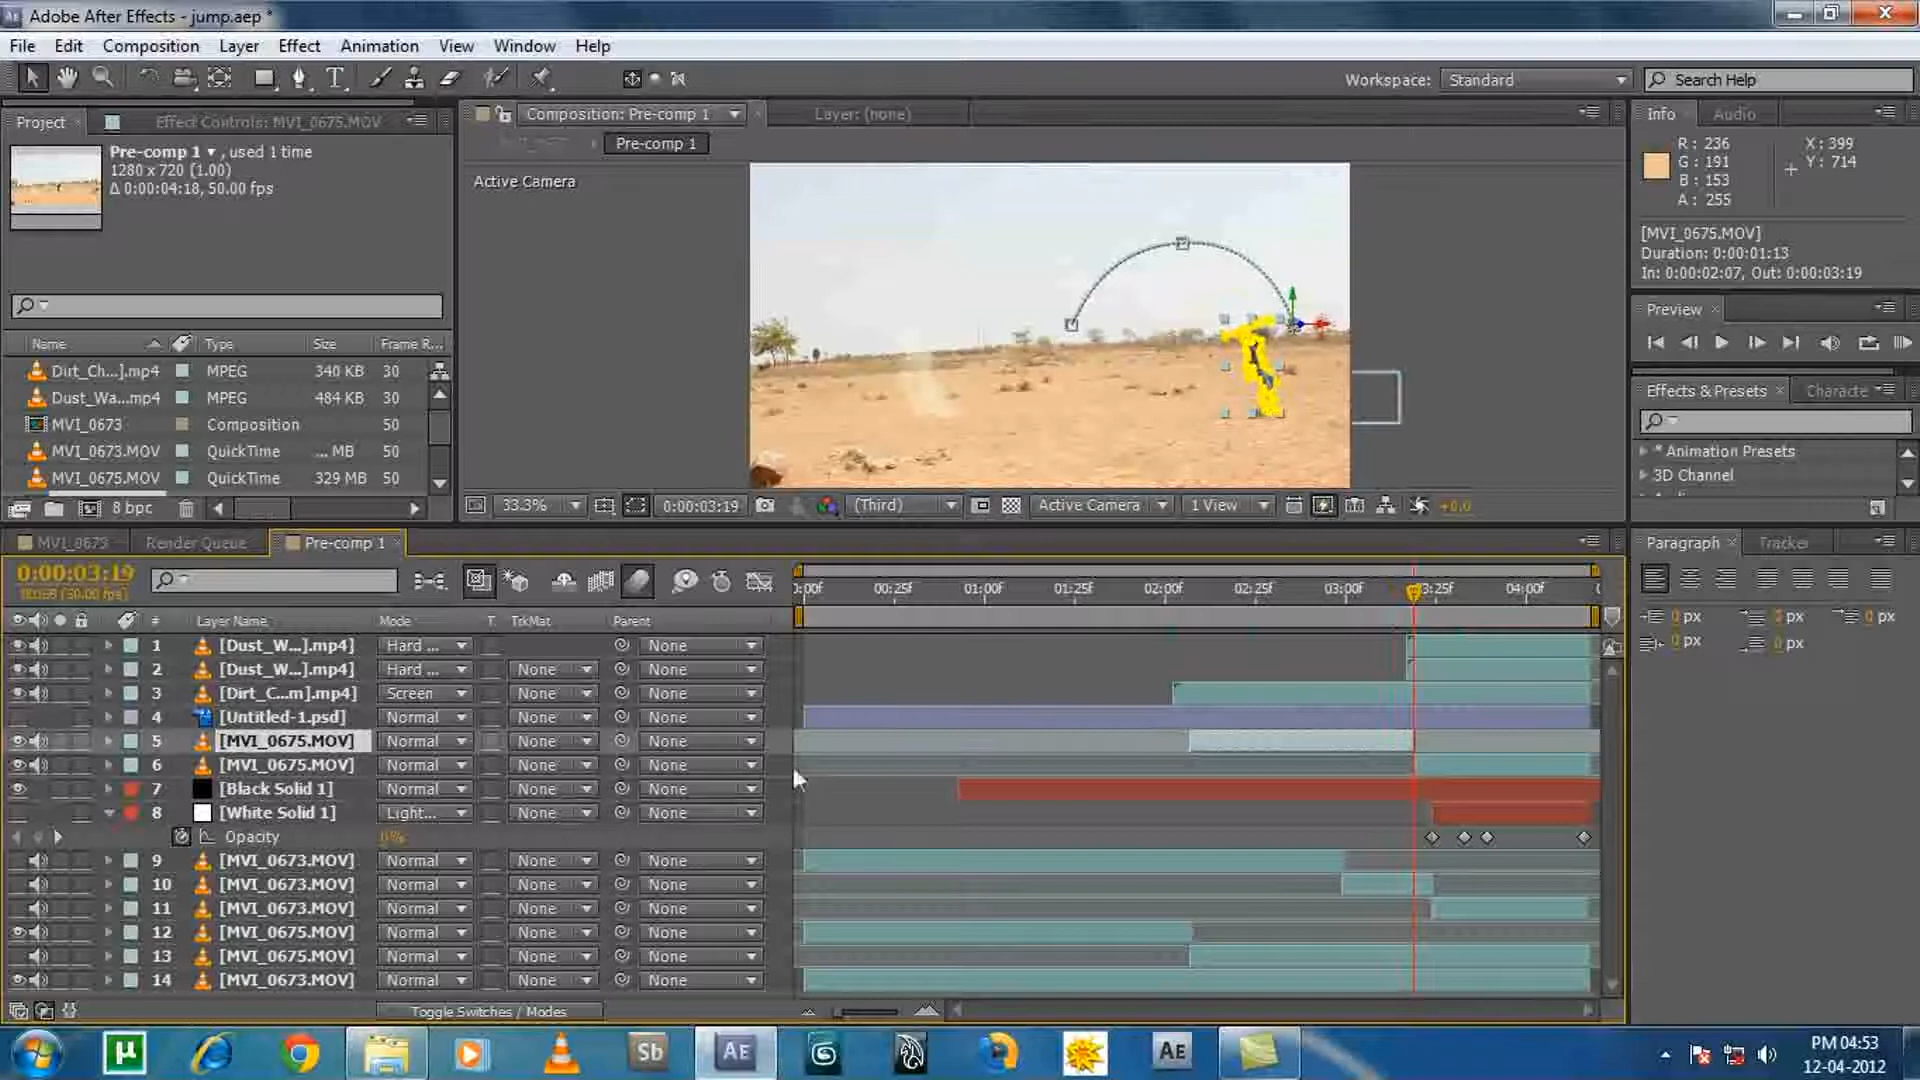 Adobe After Effects - jump.aep *
File Edit Composition Layer Effect Animation View Window Help
Workspace: Standard Search Help
Project Effect Controls: MVI_0675.MOV
Pre-comp 1 , used 1 time
1280 x 720 (1.00)
Δ 0:00:04:18, 50.00 fps
Name Type Size Frame R...
Dirt_Ch...].mp4 MPEG 340 KB 30
Dust_Wa...mp4 MPEG 484 KB 30
MVI_0673 Composition 50
MVI_0673.MOV QuickTime ... MB 50
MVI_0675.MOV QuickTime 329 MB 50
8 bpc
Composition: Pre-comp 1 Layer: (none)
Pre-comp 1
Active Camera
33.3% 0:00:03:19 (Third) Active Camera 1 View +0.0
Info Audio
R: 236 X: 399
G: 191 Y: 714
B: 153
A: 255
[MVI_0675.MOV]
Duration: 0:00:01:13
In: 0:00:02:07, Out: 0:00:03:19
Preview
Effects & Presets Characte
* Animation Presets
3D Channel
Paragraph Tracker
0 px 0 px 0 px
0 px 0 px
MVI_0673 Render Queue Pre-comp 1
0:00:03:19
:00f 00:25f 01:00f 01:25f 02:00f 02:25f 03:00f 3:25f 04:00f
# Layer Name Mode T TrkMat Parent
1 [Dust_W...].mp4] Hard ... None
2 [Dust_W...].mp4] Hard ... None None
3 [Dirt_C...m].mp4] Screen None None
4 [Untitled-1.psd] Normal None None
5 [MVI_0675.MOV] Normal None None
6 [MVI_0675.MOV] Normal None None
7 [Black Solid 1] Normal None None
8 [White Solid 1] Light... None None
Opacity 0%
9 [MVI_0673.MOV] Normal None None
10 [MVI_0673.MOV] Normal None None
11 [MVI_0673.MOV] Normal None None
12 [MVI_0675.MOV] Normal None None
13 [MVI_0675.MOV] Normal None None
14 [MVI_0673.MOV] Normal None None
Toggle Switches / Modes
µ Sb AE AE
PM 04:53
12-04-2012